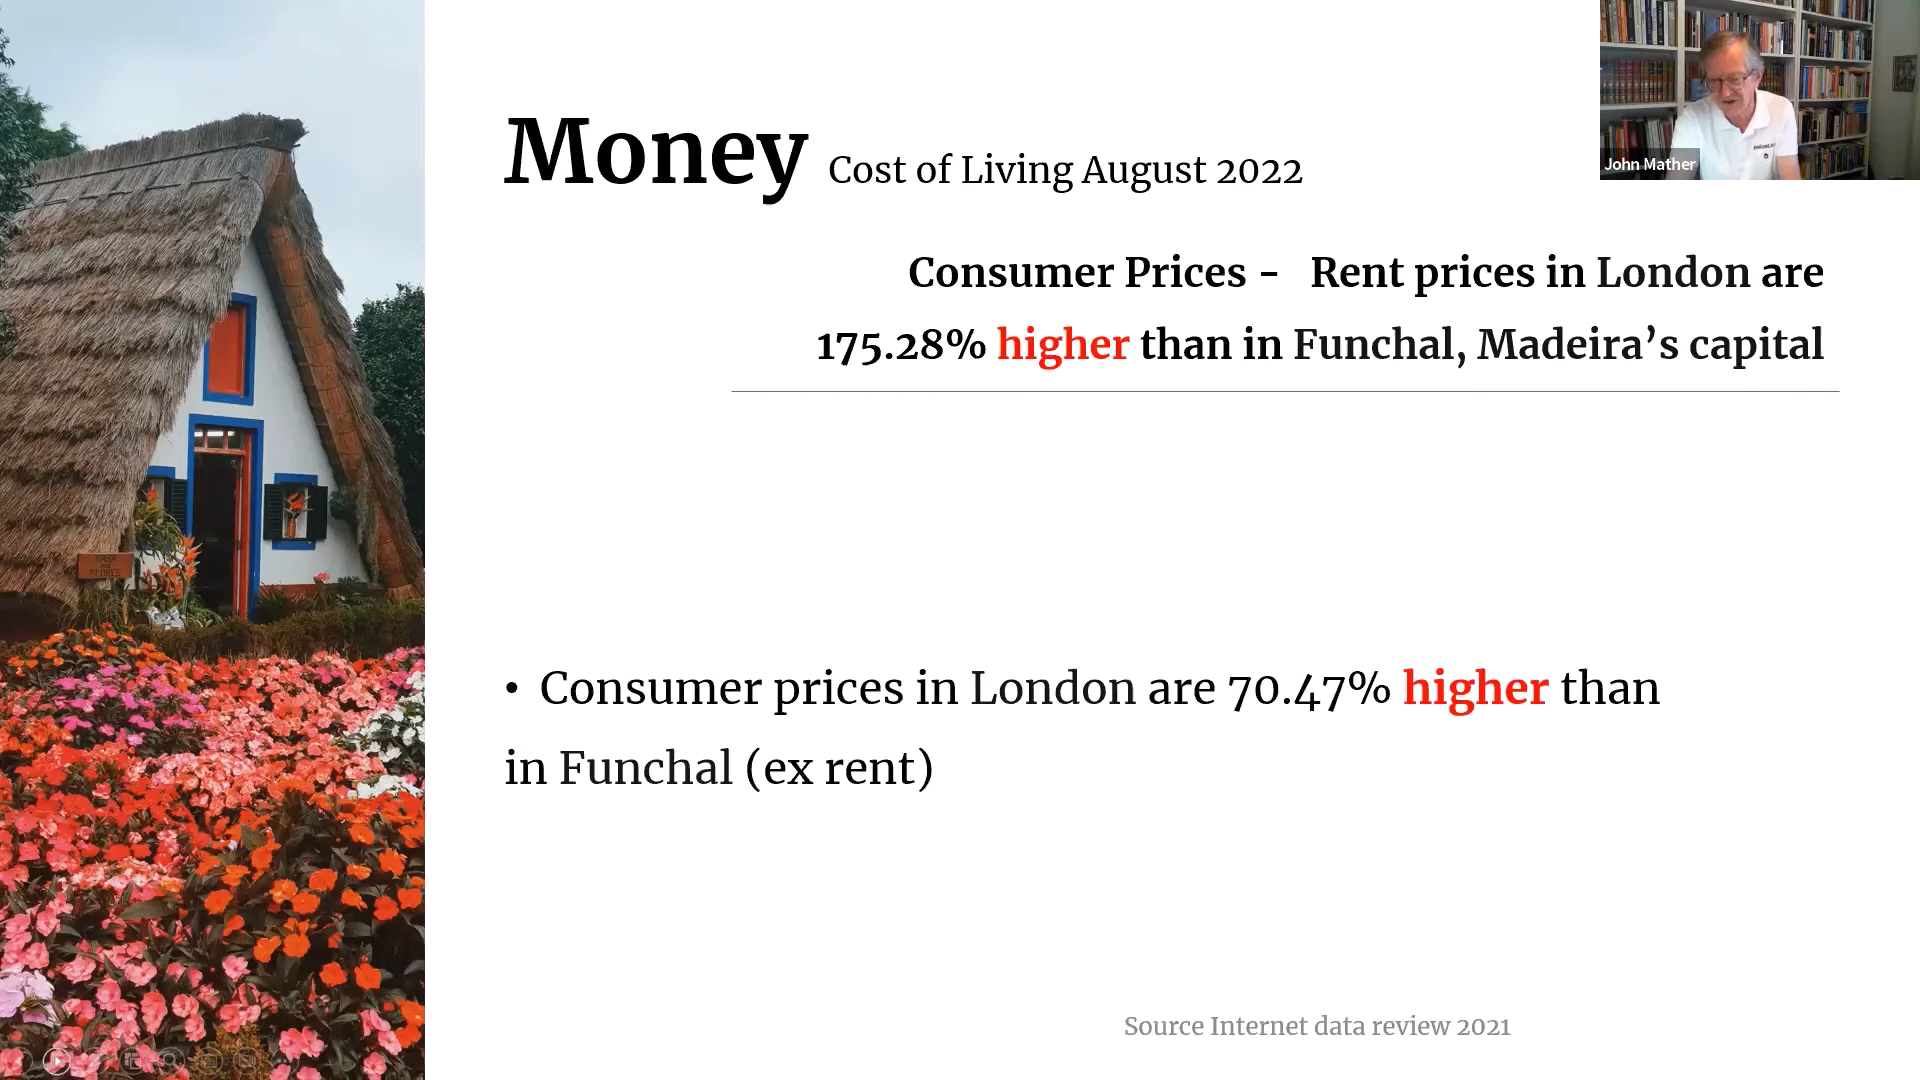 Money Cost of Living August 2022
John Mather
Consumer Prices - Rent prices in London are
175.28% higher than in Funchal, Madeira’s capital
• Consumer prices in London are 70.47% higher than
in Funchal (ex rent)
Source Internet data review 2021